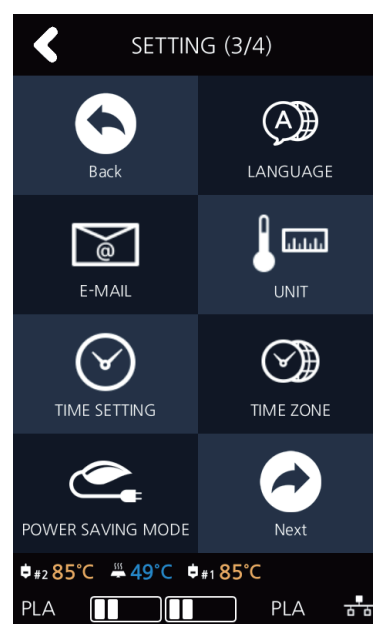 SETTING (3/4)
Back
LANGUAGE
E-MAIL
UNIT
TIME SETTING
TIME ZONE
POWER SAVING MODE
Next
#2 85°C 49°C #1 85°C
PLA PLA